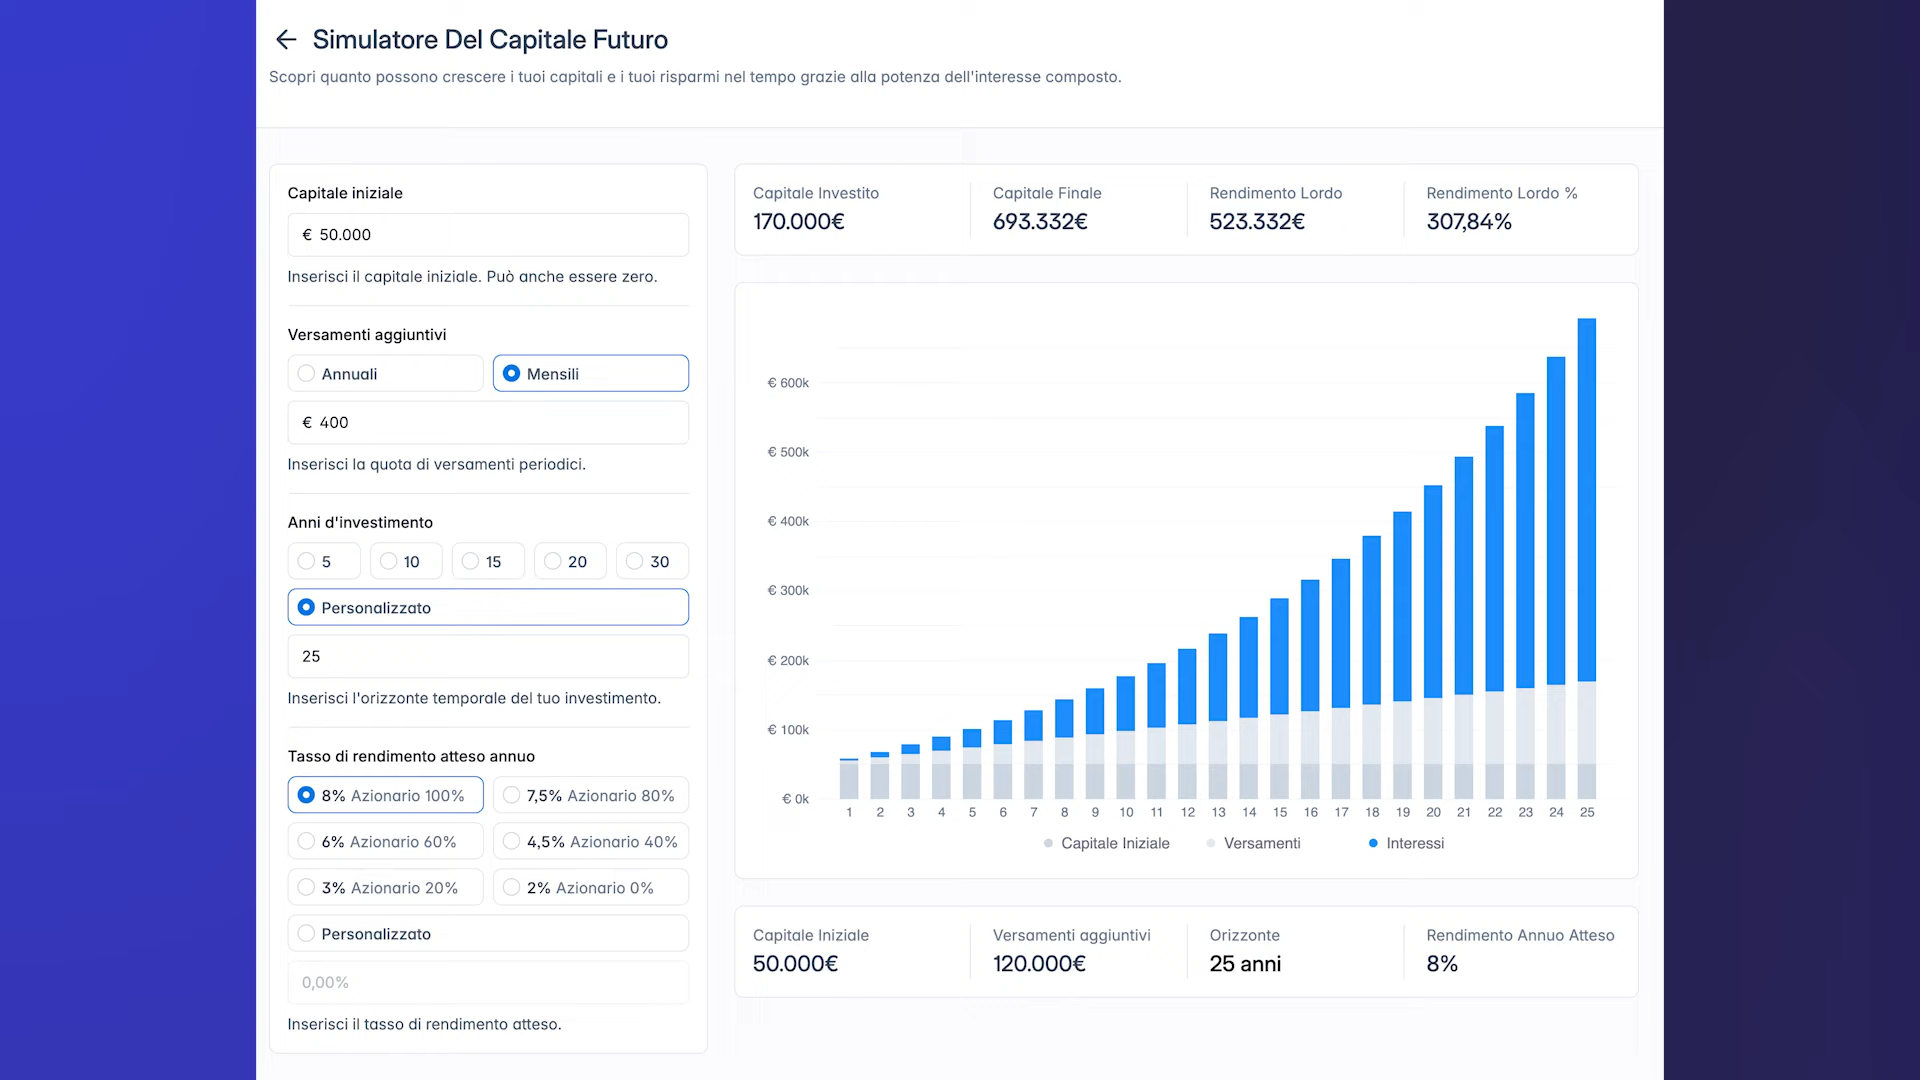 Simulatore Del Capitale Futuro
Scopri quanto possono crescere i tuoi capitali e i tuoi risparmi nel tempo grazie alla potenza dell'interesse composto.
Capitale iniziale
€ 50.000
Inserisci il capitale iniziale. Può anche essere zero.
Versamenti aggiuntivi
Annuali
Mensili
€ 400
Inserisci la quota di versamenti periodici.
Anni d'investimento
5 10 15 20 30
Personalizzato
25
Inserisci l'orizzonte temporale del tuo investimento.
Tasso di rendimento atteso annuo
8% Azionario 100%
7,5% Azionario 80%
6% Azionario 60%
4,5% Azionario 40%
3% Azionario 20%
2% Azionario 0%
Personalizzato
0,00%
Inserisci il tasso di rendimento atteso.
Capitale Investito
170.000€
Capitale Finale
693.332€
Rendimento Lordo
523.332€
Rendimento Lordo %
307,84%
€ 600k
€ 500k
€ 400k
€ 300k
€ 200k
€ 100k
€ 0k
1 2 3 4 5 6 7 8 9 10 11 12 13 14 15 16 17 18 19 20 21 22 23 24 25
Capitale Iniziale Versamenti Interessi
Capitale Iniziale
50.000€
Versamenti aggiuntivi
120.000€
Orizzonte
25 anni
Rendimento Annuo Atteso
8%